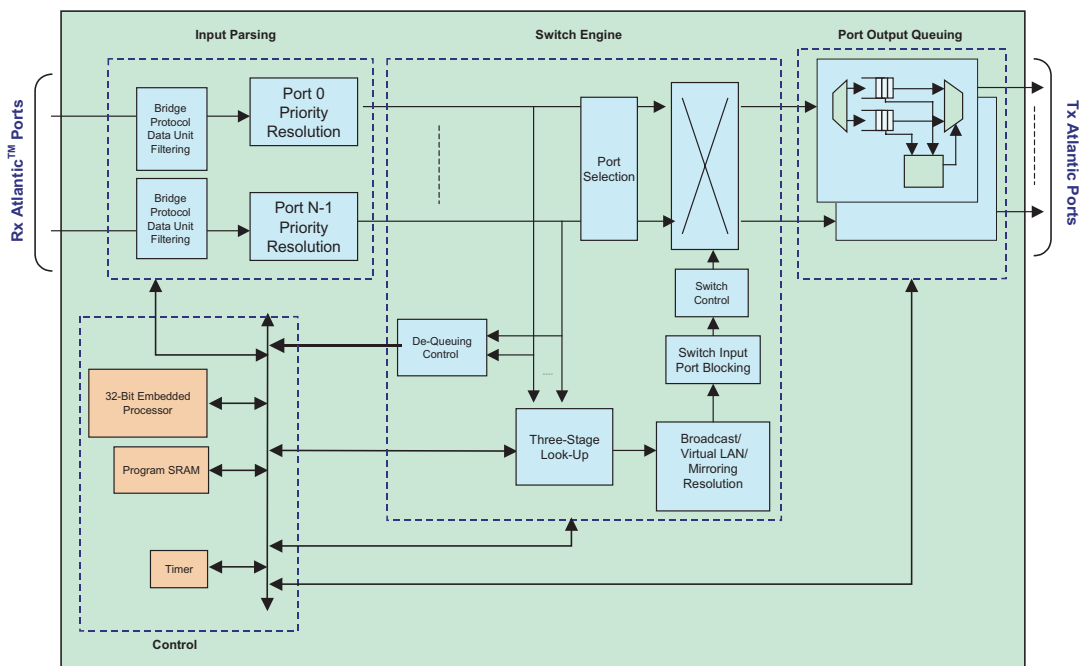 Input Parsing
Switch Engine
Port Output Queuing
Rx Atlantic™ Ports
Bridge
Protocol
Data Unit
Filtering
Port 0
Priority
Resolution
Bridge
Protocol
Data Unit
Filtering
Port N-1
Priority
Resolution
Port
Selection
Tx Atlantic Ports
Switch
Control
De-Queuing
Control
Switch Input
Port Blocking
....
32-Bit Embedded
Processor
Three-Stage
Look-Up
Broadcast/
Virtual LAN/
Mirroring
Resolution
Program SRAM
Timer
Control